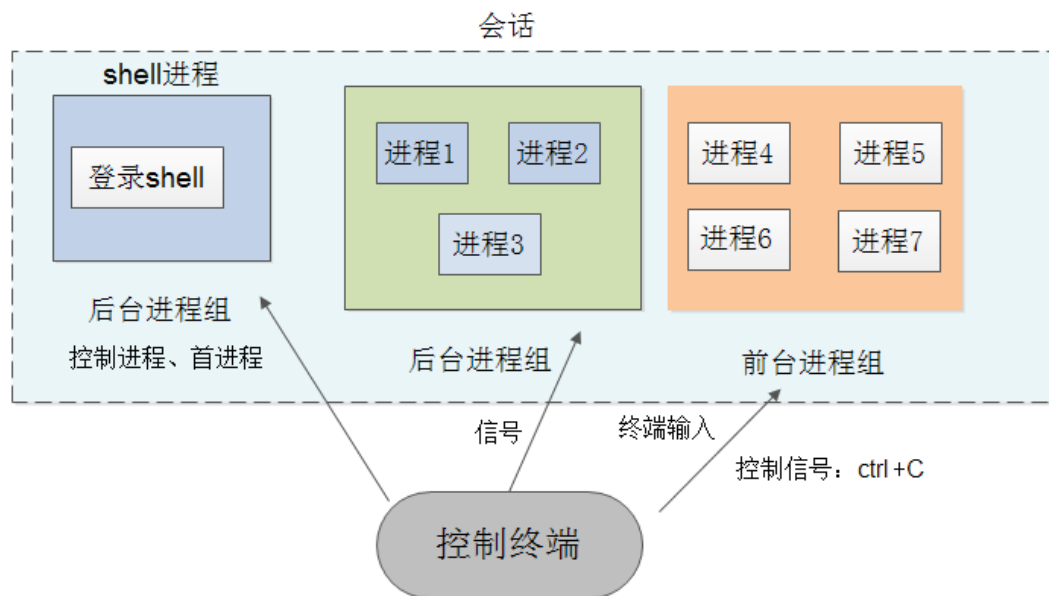 会话
shell进程
登录shell
后台进程组
控制进程、首进程
进程1
进程2
进程3
后台进程组
进程4
进程5
进程6
进程7
前台进程组
信号
终端输入
控制信号：ctrl +C
控制终端